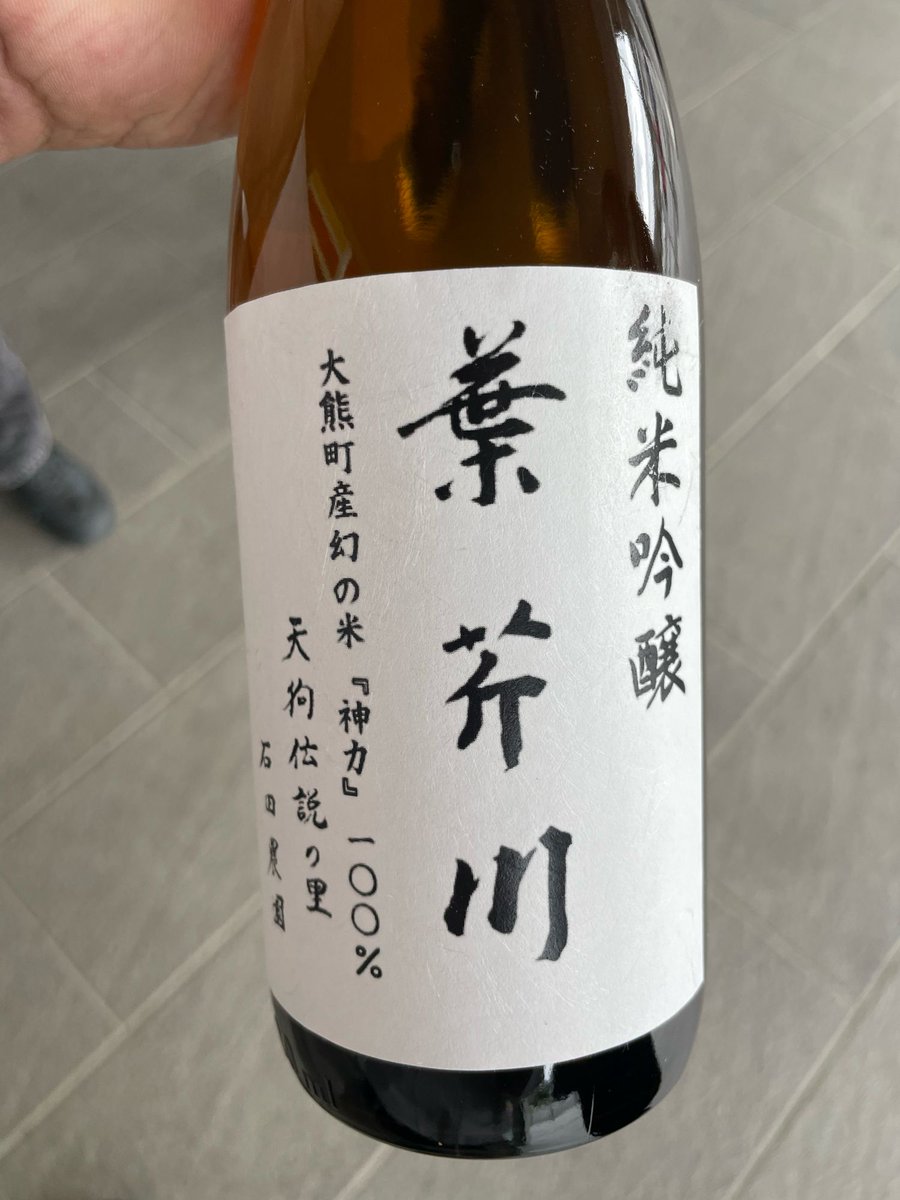 純米吟醸
葉芹川
大熊町産幻の米『神力』一〇〇%
天狗伝説の里
石田農園